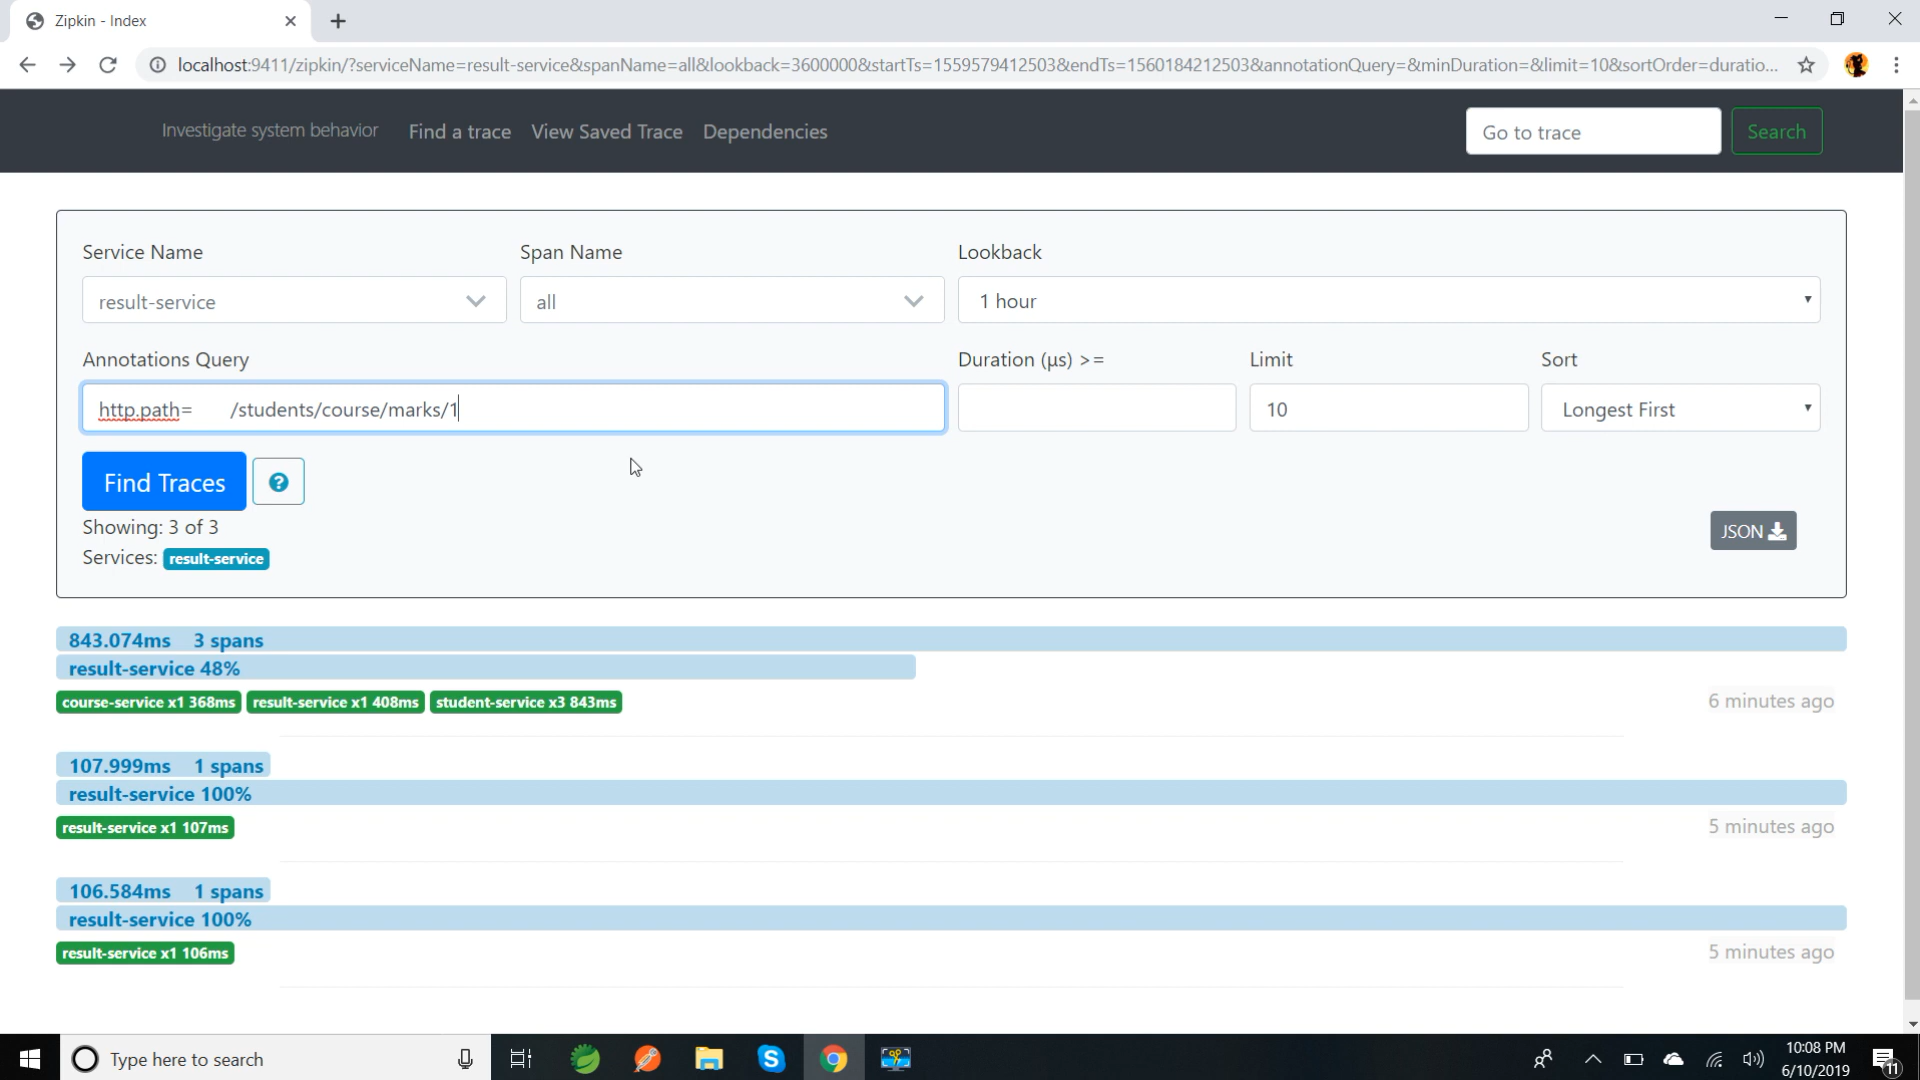 Zipkin - Index
localhost:9411/zipkin/?serviceName=result-service&spanName=all&lookback=3600000&startTs=1559579412503&endTs=1560184212503&annotationQuery=&minDuration=&limit=10&sortOrder=duratio...
Investigate system behavior Find a trace View Saved Trace Dependencies Go to trace Search
Service Name Span Name Lookback
result-service all 1 hour
Annotations Query Duration (µs) >= Limit Sort
http.path= /students/course/marks/1 10 Longest First
Find Traces ?
Showing: 3 of 3
Services: result-service
JSON
843.074ms 3 spans
result-service 48%
course-service x1 368ms result-service x1 408ms student-service x3 843ms 6 minutes ago
107.999ms 1 spans
result-service 100%
result-service x1 107ms 5 minutes ago
106.584ms 1 spans
result-service 100%
result-service x1 106ms 5 minutes ago
Type here to search
10:08 PM
6/10/2019
11